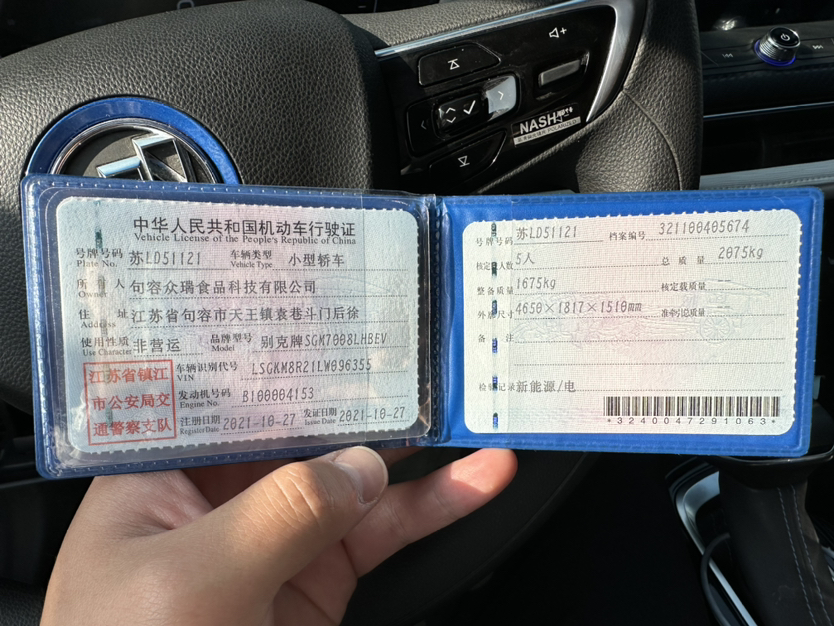 中华人民共和国机动车行驶证
Vehicle License of the People's Republic of China
号牌号码 苏LD51121 车辆类型 小型轿车
Plate No. Vehicle Type
所有人 句容众瑞食品科技有限公司
Owner
住址 江苏省句容市天王镇袁巷斗门后徐
Address
使用性质 非营运 品牌型号 别克牌SGM7008LHBEV
Use Character Model
江苏省镇江
市公安局交
通警察支队
车辆识别代号 LSGKM8R21LW096355
VIN
发动机号码 B100004153
Engine No.
注册日期 2021-10-27 发证日期 2021-10-27
Register Date Issue Date
号牌号码 苏LD51121 档案编号 321100405674
核定人数 5人 总质量 2075kg
整备质量 1675kg 核定载质量 --
外廓尺寸 4650×1817×1510mm 准牵引总质量 --
备注
检验记录 新能源/电
*3240047291063*
NASH